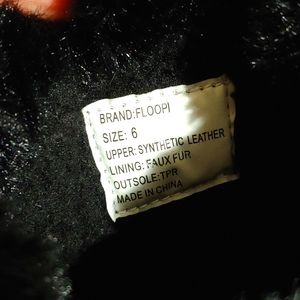 BRAND:FLOOPI
SIZE: 6
UPPER:SYNTHETIC LEATHER
LINING: FAUX FUR
OUTSOLE:TPR
MADE IN CHINA